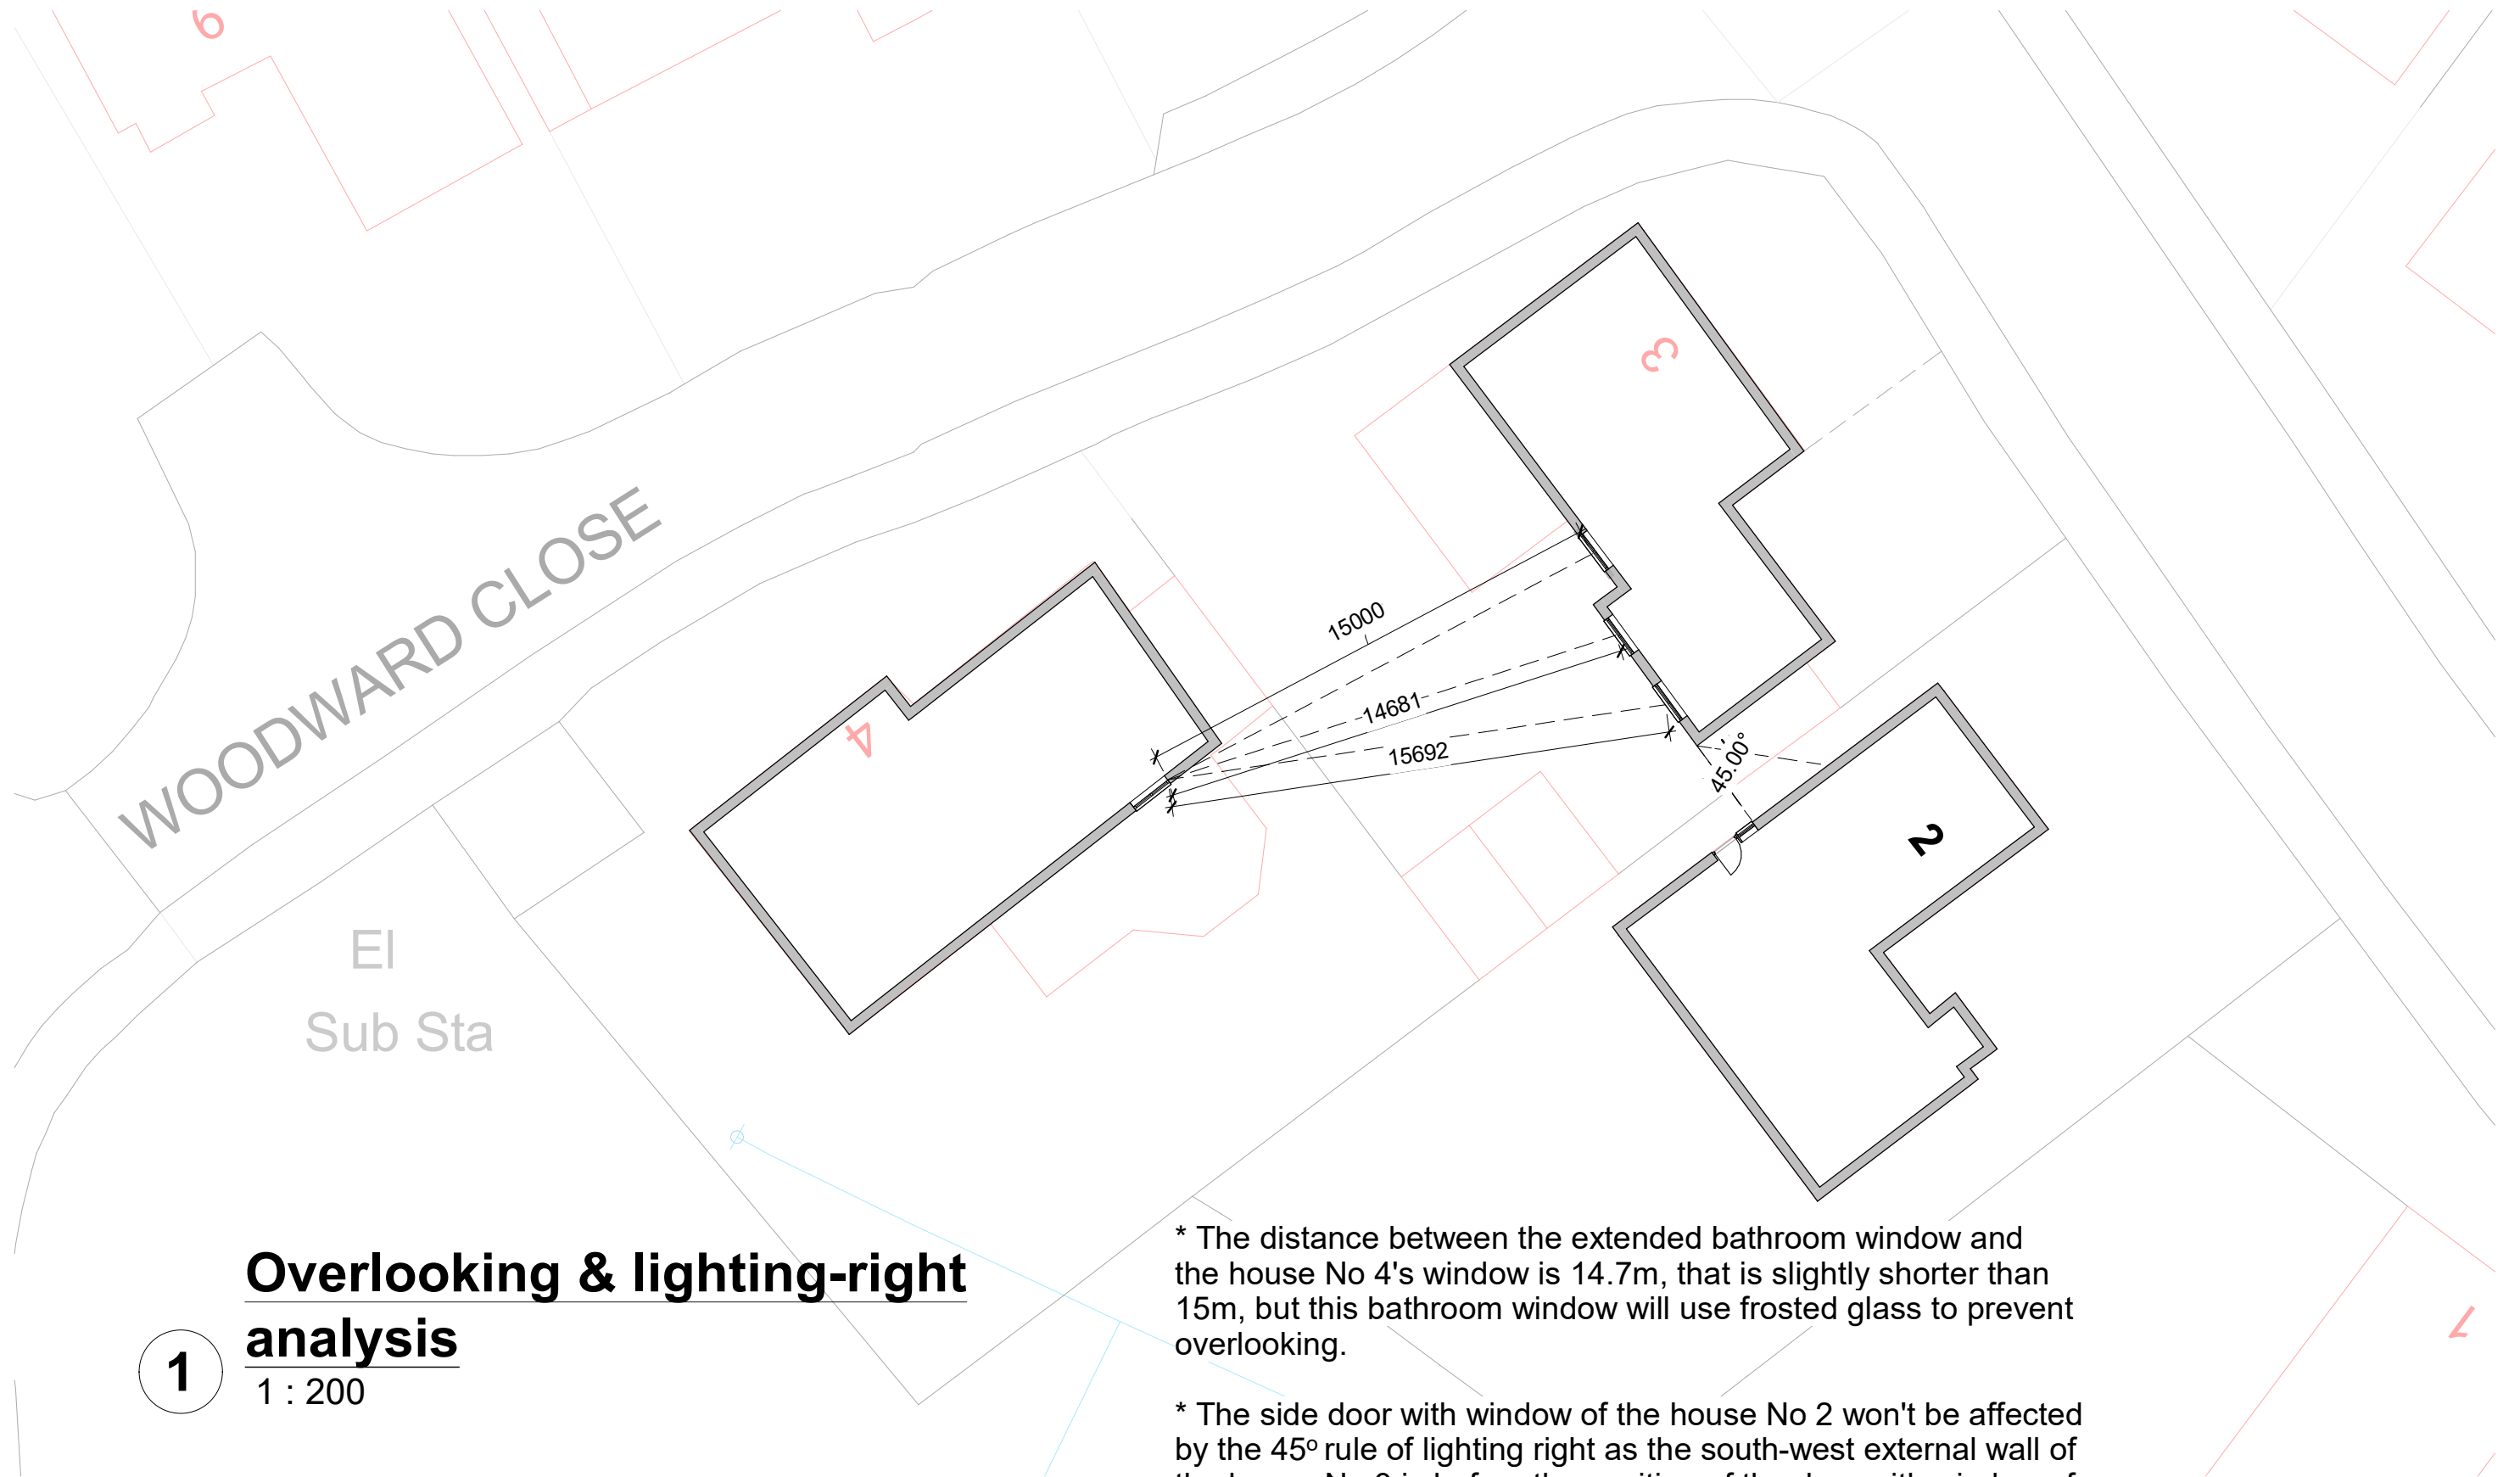 6
3
WOODWARD CLOSE
15000
14681
15692
45.00°
4
2
El
Sub Sta
Overlooking & lighting-right
analysis
1
1 : 200
* The distance between the extended bathroom window and
the house No 4's window is 14.7m, that is slightly shorter than
15m, but this bathroom window will use frosted glass to prevent
overlooking.
* The side door with window of the house No 2 won't be affected
by the 45º rule of lighting right as the south-west external wall of